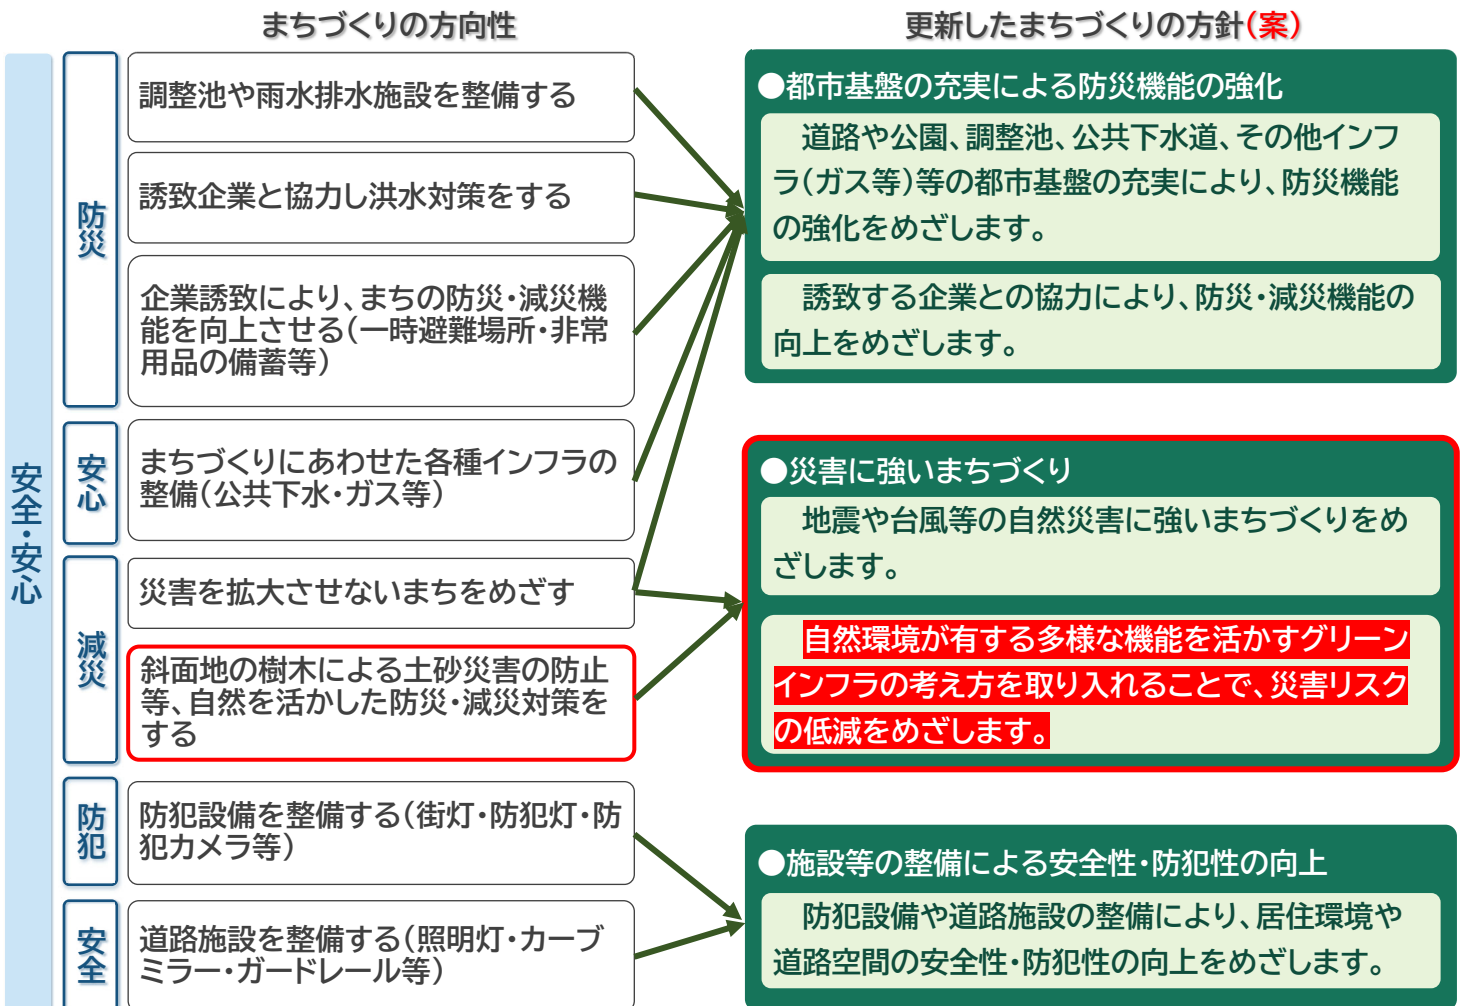 まちづくりの方向性
更新したまちづくりの方針(案)
安全・安心
防災
調整池や雨水排水施設を整備する
誘致企業と協力し洪水対策をする
企業誘致により、まちの防災・減災機
能を向上させる(一時避難場所・非常
用品の備蓄等)
安心
まちづくりにあわせた各種インフラの
整備(公共下水・ガス等)
減災
災害を拡大させないまちをめざす
斜面地の樹木による土砂災害の防止
等、自然を活かした防災・減災対策を
する
防犯
防犯設備を整備する(街灯・防犯灯・防
犯カメラ等)
安全
道路施設を整備する(照明灯・カーブ
ミラー・ガードレール等)
●都市基盤の充実による防災機能の強化
道路や公園、調整池、公共下水道、その他インフ
ラ(ガス等)等の都市基盤の充実により、防災機能
の強化をめざします。
誘致する企業との協力により、防災・減災機能の
向上をめざします。
●災害に強いまちづくり
地震や台風等の自然災害に強いまちづくりをめ
ざします。
自然環境が有する多様な機能を活かすグリーン
インフラの考え方を取り入れることで、災害リスク
の低減をめざします。
●施設等の整備による安全性・防犯性の向上
防犯設備や道路施設の整備により、居住環境や
道路空間の安全性・防犯性の向上をめざします。